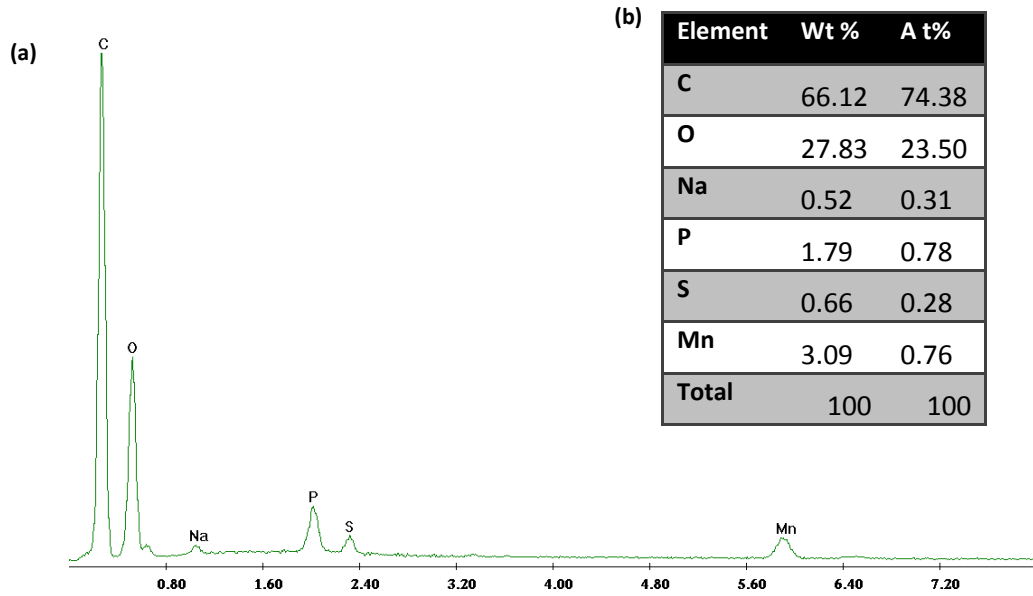 (a)
C
O
Na
P
S
Mn
0.80 1.60 2.40 3.20 4.00 4.80 5.60 6.40 7.20
(b)
Element Wt % A t%
C 66.12 74.38
O 27.83 23.50
Na 0.52 0.31
P 1.79 0.78
S 0.66 0.28
Mn 3.09 0.76
Total 100 100